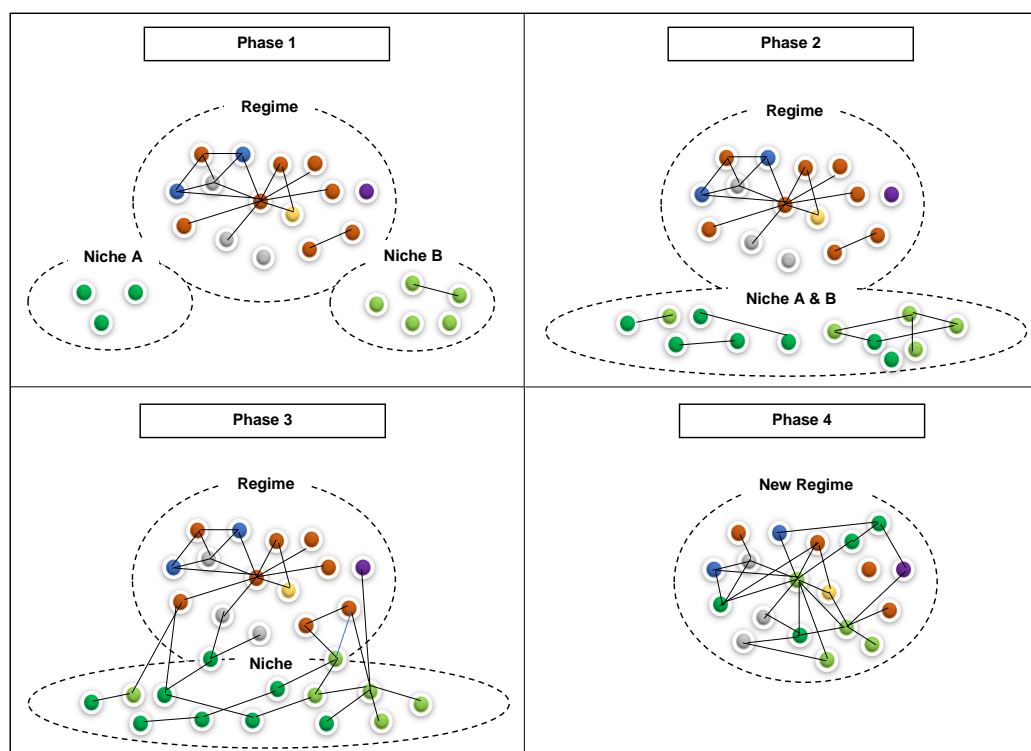 Phase 1
Regime
Niche A
Niche B
Phase 2
Regime
Niche A & B
Phase 3
Regime
Niche
Phase 4
New Regime